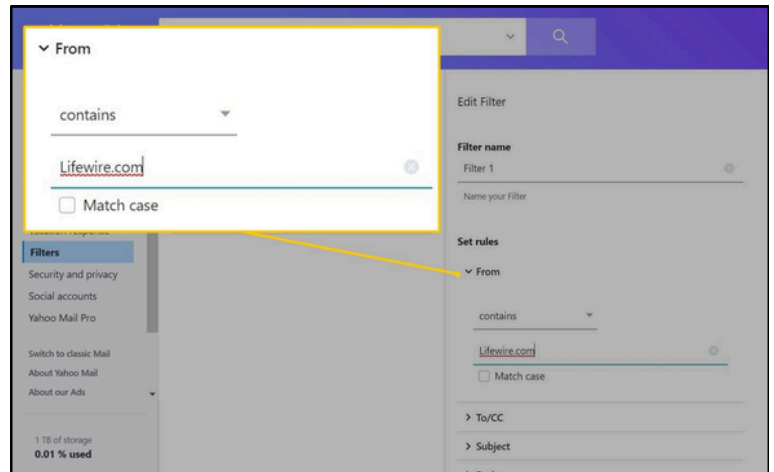 From
contains
Lifewire.com
Match case
Edit Filter
Filter name
Filter 1
Name your Filter
Set rules
From
contains
Lifewire.com
Match case
To/CC
Subject
Filters
Security and privacy
Social accounts
Yahoo Mail Pro
Switch to classic Mail
About Yahoo Mail
About our Ads
1 TB of storage
0.01 % used